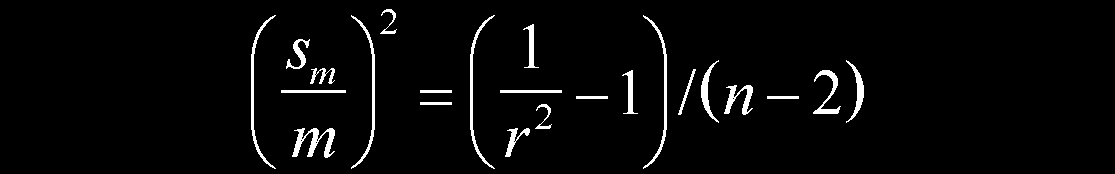 (s_m/m)^2 = (1/r^2 − 1)/(n − 2)